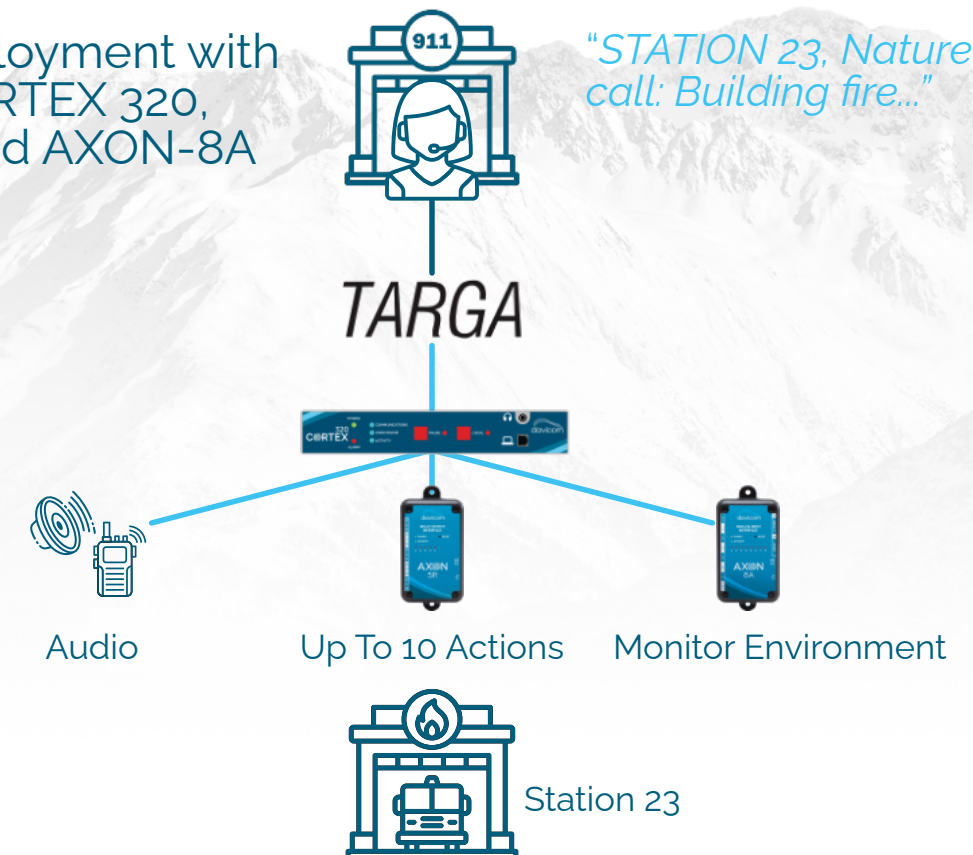 loyment with
RTEX 320,
d AXON-8A
911
"STATION 23, Nature
call: Building fire..."
TARGA
320
CORTEX
davicom
AXON
5R
AXON
8A
Audio
Up To 10 Actions
Monitor Environment
Station 23